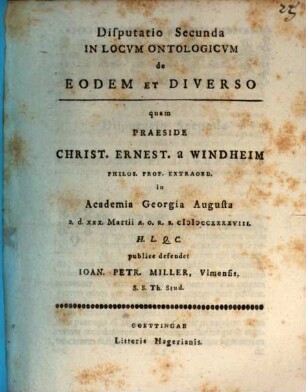 Disputatio Secunda
IN LOCVM ONTOLOGICVM
de
EODEM ET DIVERSO
quam
PRAESIDE
CHRIST. ERNEST. a WINDHEIM
PHILOS. PROF. EXTRAORD.
in
Academia Georgia Augusta
D. d. XXX. Martii A. O. R. R. CIƆIƆCCXXXXVIII.
H. L. Q. C.
publice defendet
IOAN. PETR. MILLER, Vlmensis,
S. S. Th. Stud.
GOETTINGAE
Litteris Hagerianis.